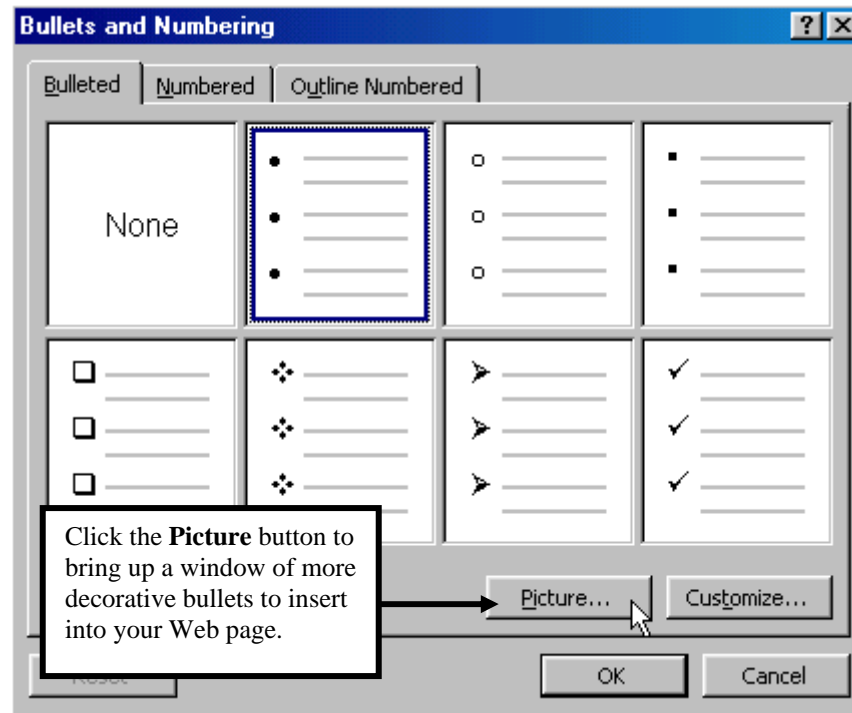 Bullets and Numbering
Bulleted Numbered Outline Numbered
None
Click the Picture button to
bring up a window of more
decorative bullets to insert
into your Web page.
Picture... Customize...
OK Cancel